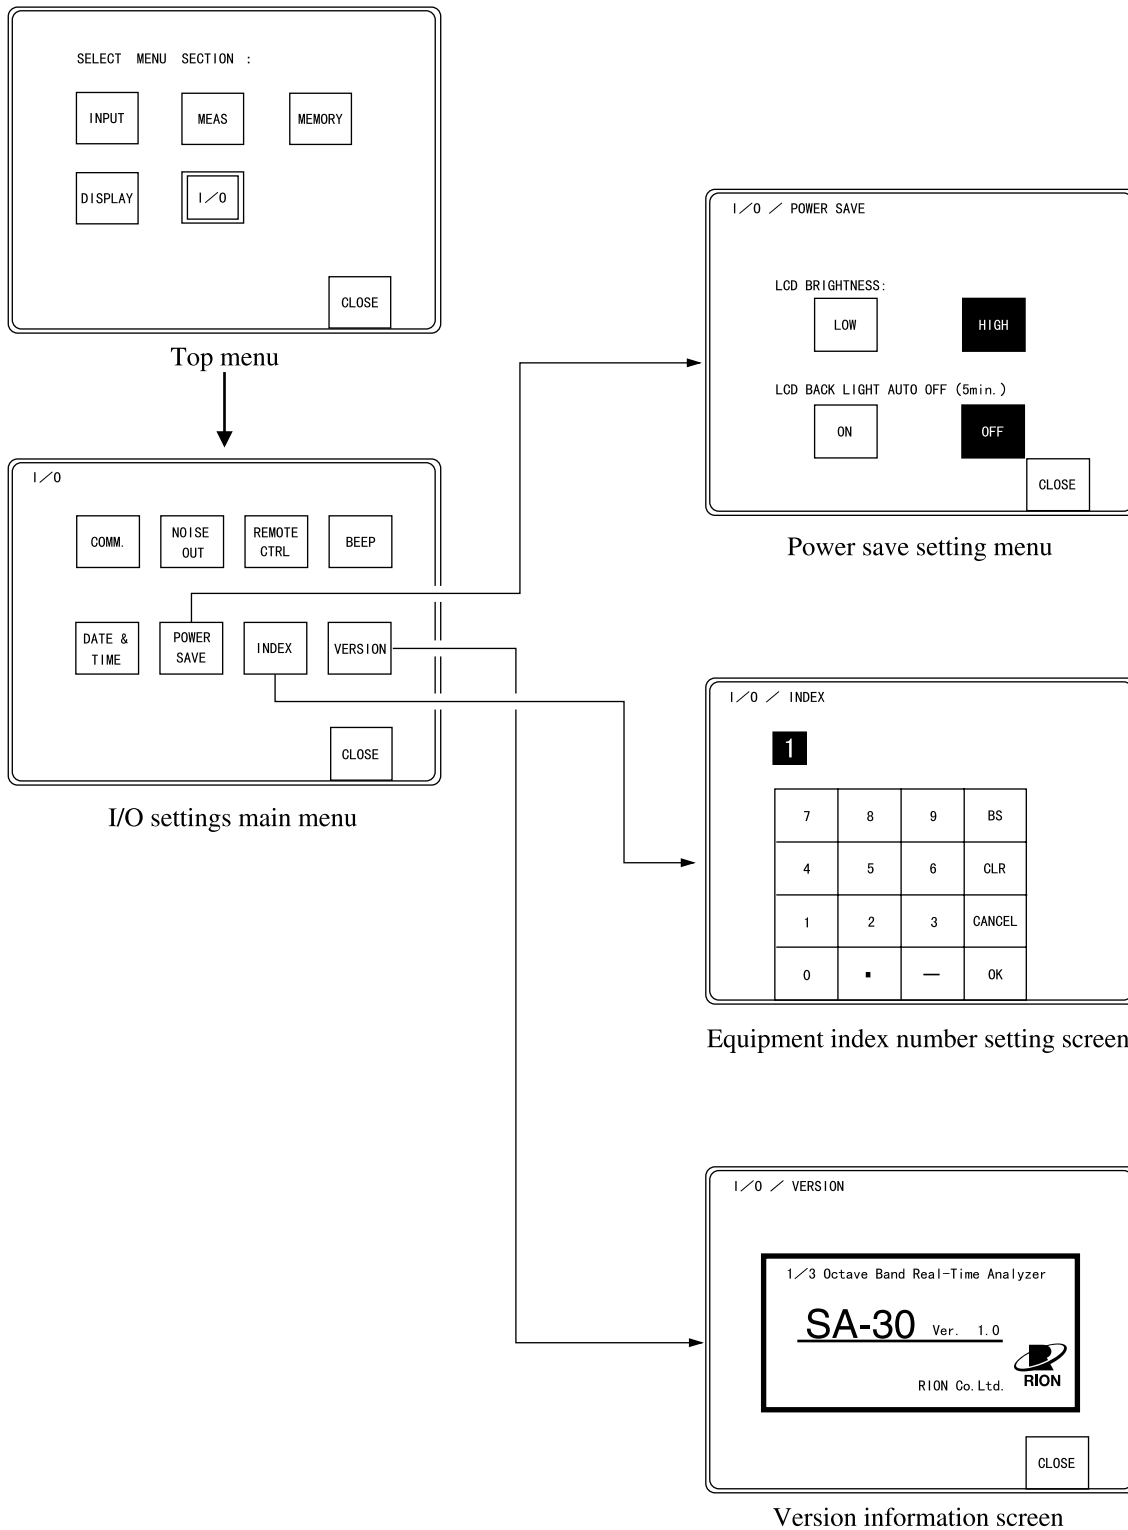 SELECT MENU SECTION :
INPUT MEAS MEMORY
DISPLAY I/O
CLOSE
Top menu
I/O
COMM. NOISE OUT REMOTE CTRL BEEP
DATE & TIME POWER SAVE INDEX VERSION
CLOSE
I/O settings main menu
I/O / POWER SAVE
LCD BRIGHTNESS:
LOW HIGH
LCD BACK LIGHT AUTO OFF (5min.)
ON OFF
CLOSE
Power save setting menu
I/O / INDEX
1
7 8 9 BS
4 5 6 CLR
1 2 3 CANCEL
0 . — OK
Equipment index number setting screen
I/O / VERSION
1/3 Octave Band Real-Time Analyzer
SA-30 Ver. 1.0
RION Co.Ltd. RION
CLOSE
Version information screen